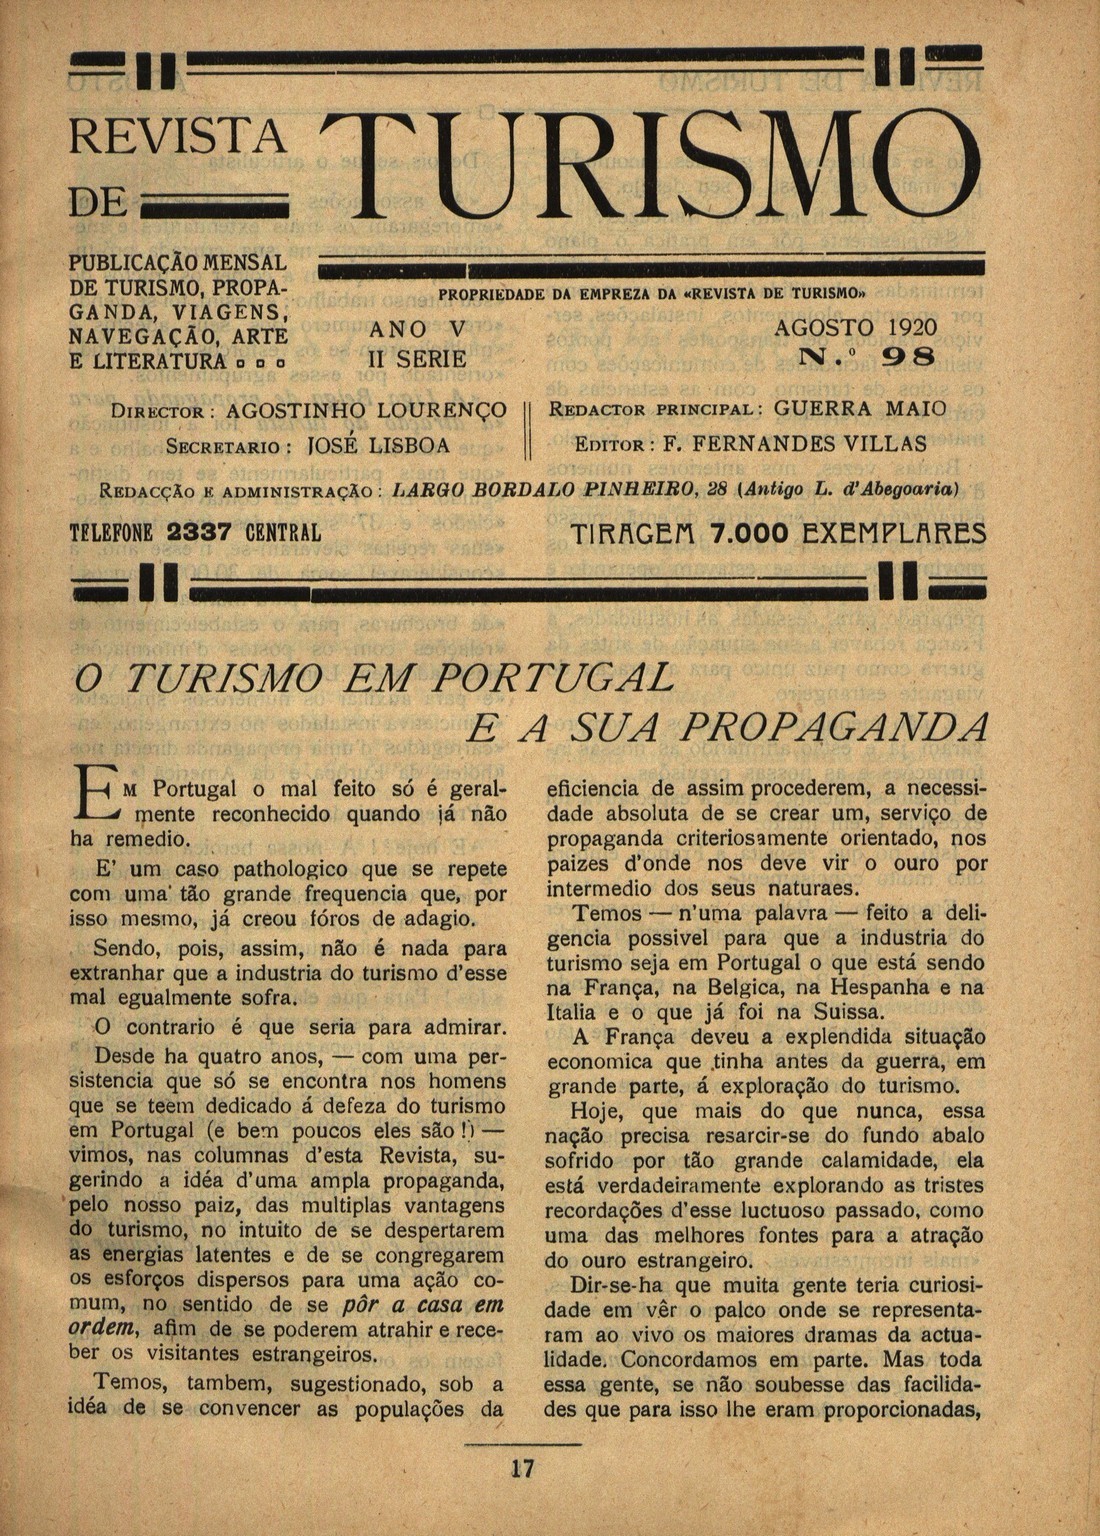 REVISTA
DE
TURISMO
PUBLICAÇÃO MENSAL
DE TURISMO, PROPA-
GANDA, VIAGENS,
NAVEGAÇÃO, ARTE
E LITERATURA
PROPRIEDADE DA EMPREZA DA «REVISTA DE TURISMO»
ANO V
II SERIE
AGOSTO 1920
N.º 98
DIRECTOR: AGOSTINHO LOURENÇO
SECRETARIO: JOSÉ LISBOA
REDACTOR PRINCIPAL: GUERRA MAIO
EDITOR: F. FERNANDES VILLAS
REDACÇÃO E ADMINISTRAÇÃO: LARGO BORDALO PINHEIRO, 28 (Antigo L. d'Abegoaria)
TELEFONE 2337 CENTRAL
TIRAGEM 7.000 EXEMPLARES
O TURISMO EM PORTUGAL
E A SUA PROPAGANDA
EM Portugal o mal feito só é geral-
mente reconhecido quando já não
ha remedio.
E' um caso pathologico que se repete
com uma tão grande frequencia que, por
isso mesmo, já creou fóros de adagio.
Sendo, pois, assim, não é nada para
extranhar que a industria do turismo d'esse
mal egualmente sofra.
O contrario é que seria para admirar.
Desde ha quatro anos, — com uma per-
sistencia que só se encontra nos homens
que se teem dedicado á defeza do turismo
em Portugal (e bem poucos eles são!) —
vimos, nas columnas d'esta Revista, su-
gerindo a idéa d'uma ampla propaganda,
pelo nosso paiz, das multiplas vantagens
do turismo, no intuito de se despertarem
as energias latentes e de se congregarem
os esforços dispersos para uma ação co-
mum, no sentido de se pôr a casa em
ordem, afim de se poderem atrahir e rece-
ber os visitantes estrangeiros.
Temos, tambem, sugestionado, sob a
idéa de se convencer as populações da
eficiencia de assim procederem, a necessi-
dade absoluta de se crear um, serviço de
propaganda criteriosamente orientado, nos
paizes d'onde nos deve vir o ouro por
intermedio dos seus naturaes.
Temos — n'uma palavra — feito a deli-
gencia possivel para que a industria do
turismo seja em Portugal o que está sendo
na França, na Belgica, na Hespanha e na
Italia e o que já foi na Suissa.
A França deveu a explendida situação
economica que tinha antes da guerra, em
grande parte, á exploração do turismo.
Hoje, que mais do que nunca, essa
nação precisa resarcir-se do fundo abalo
sofrido por tão grande calamidade, ela
está verdadeiramente explorando as tristes
recordações d'esse luctuoso passado, como
uma das melhores fontes para a atração
do ouro estrangeiro.
Dir-se-ha que muita gente teria curiosi-
dade em vêr o palco onde se representa-
ram ao vivo os maiores dramas da actua-
lidade. Concordamos em parte. Mas toda
essa gente, se não soubesse das facilida-
des que para isso lhe eram proporcionadas,
17